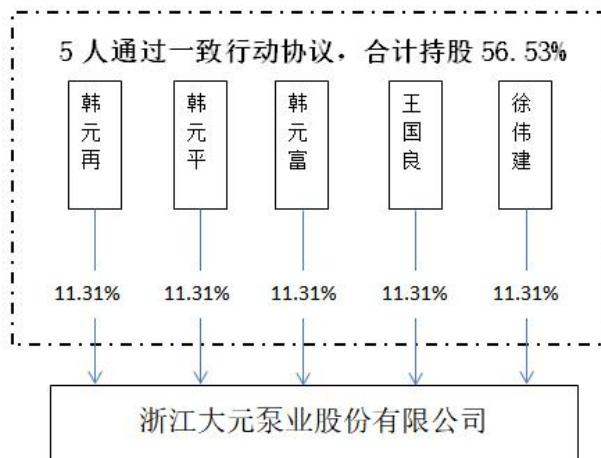 5 人通过一致行动协议，合计持股 56.53%
韩元再
韩元平
韩元富
王国良
徐伟建
11.31% 11.31% 11.31% 11.31% 11.31%
浙江大元泵业股份有限公司